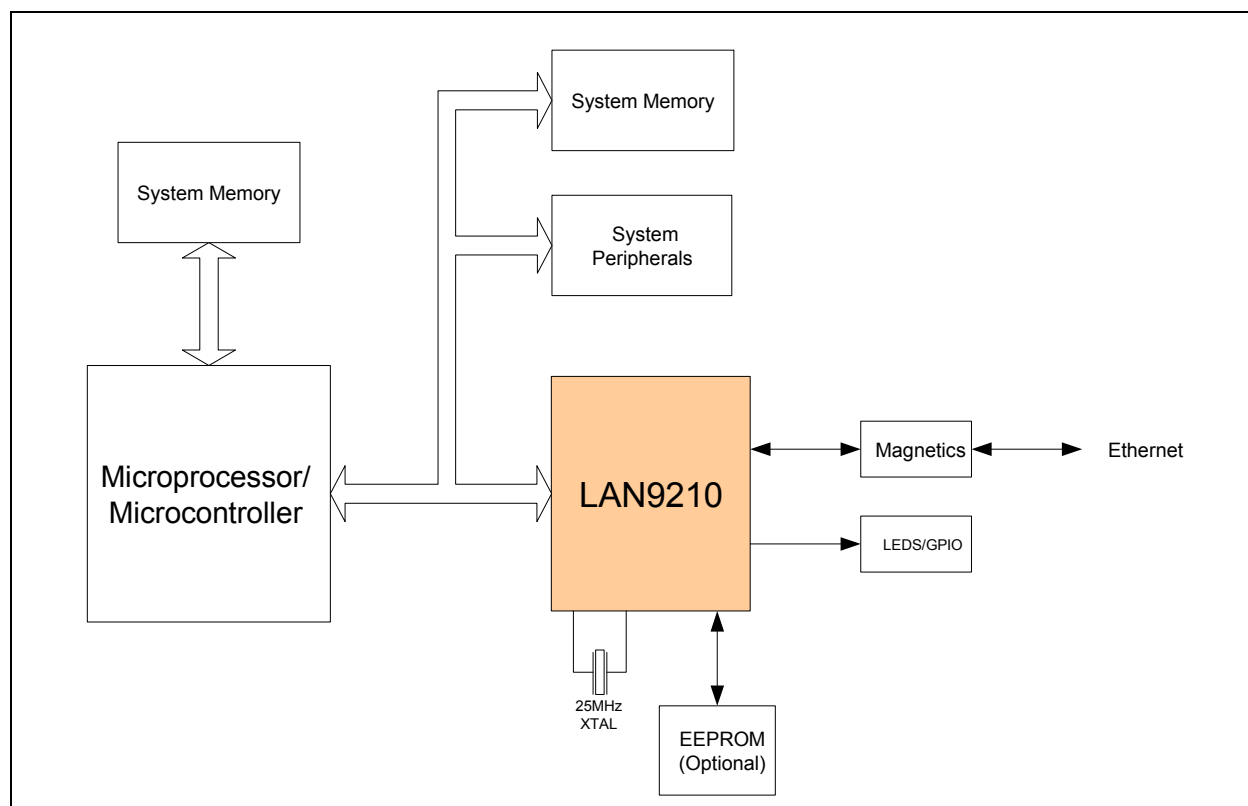 System Memory
System Memory
System
Peripherals
Microprocessor/
Microcontroller
LAN9210
Magnetics
Ethernet
LEDS/GPIO
25MHz
XTAL
EEPROM
(Optional)